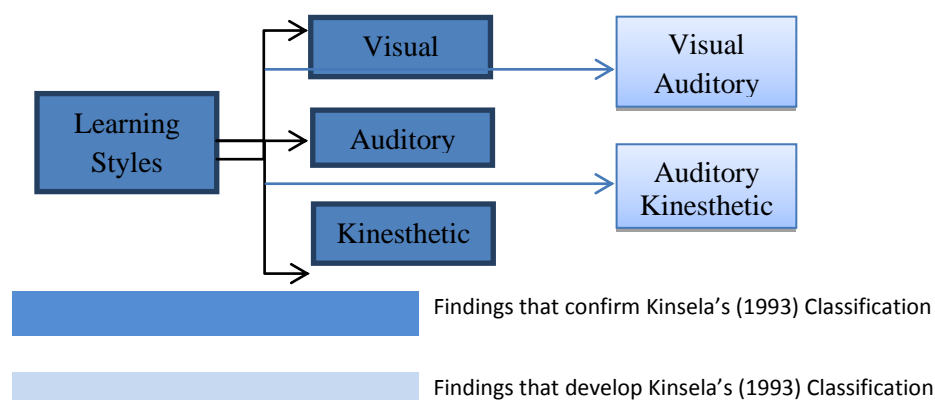 Visual
Visual
Auditory
Learning
Styles
Auditory
Auditory
Kinesthetic
Kinesthetic
Findings that confirm Kinsela’s (1993) Classification
Findings that develop Kinsela’s (1993) Classification